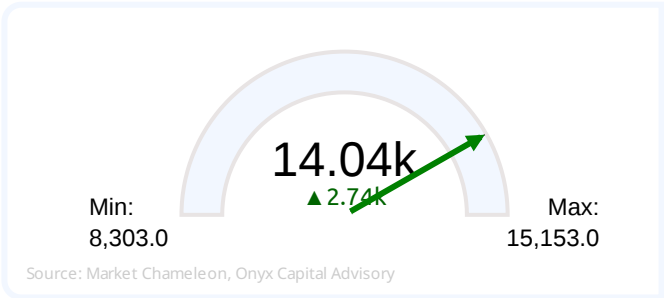 14.04k
▲2.74k
Min:
8,303.0
Max:
15,153.0
Source: Market Chameleon, Onyx Capital Advisory